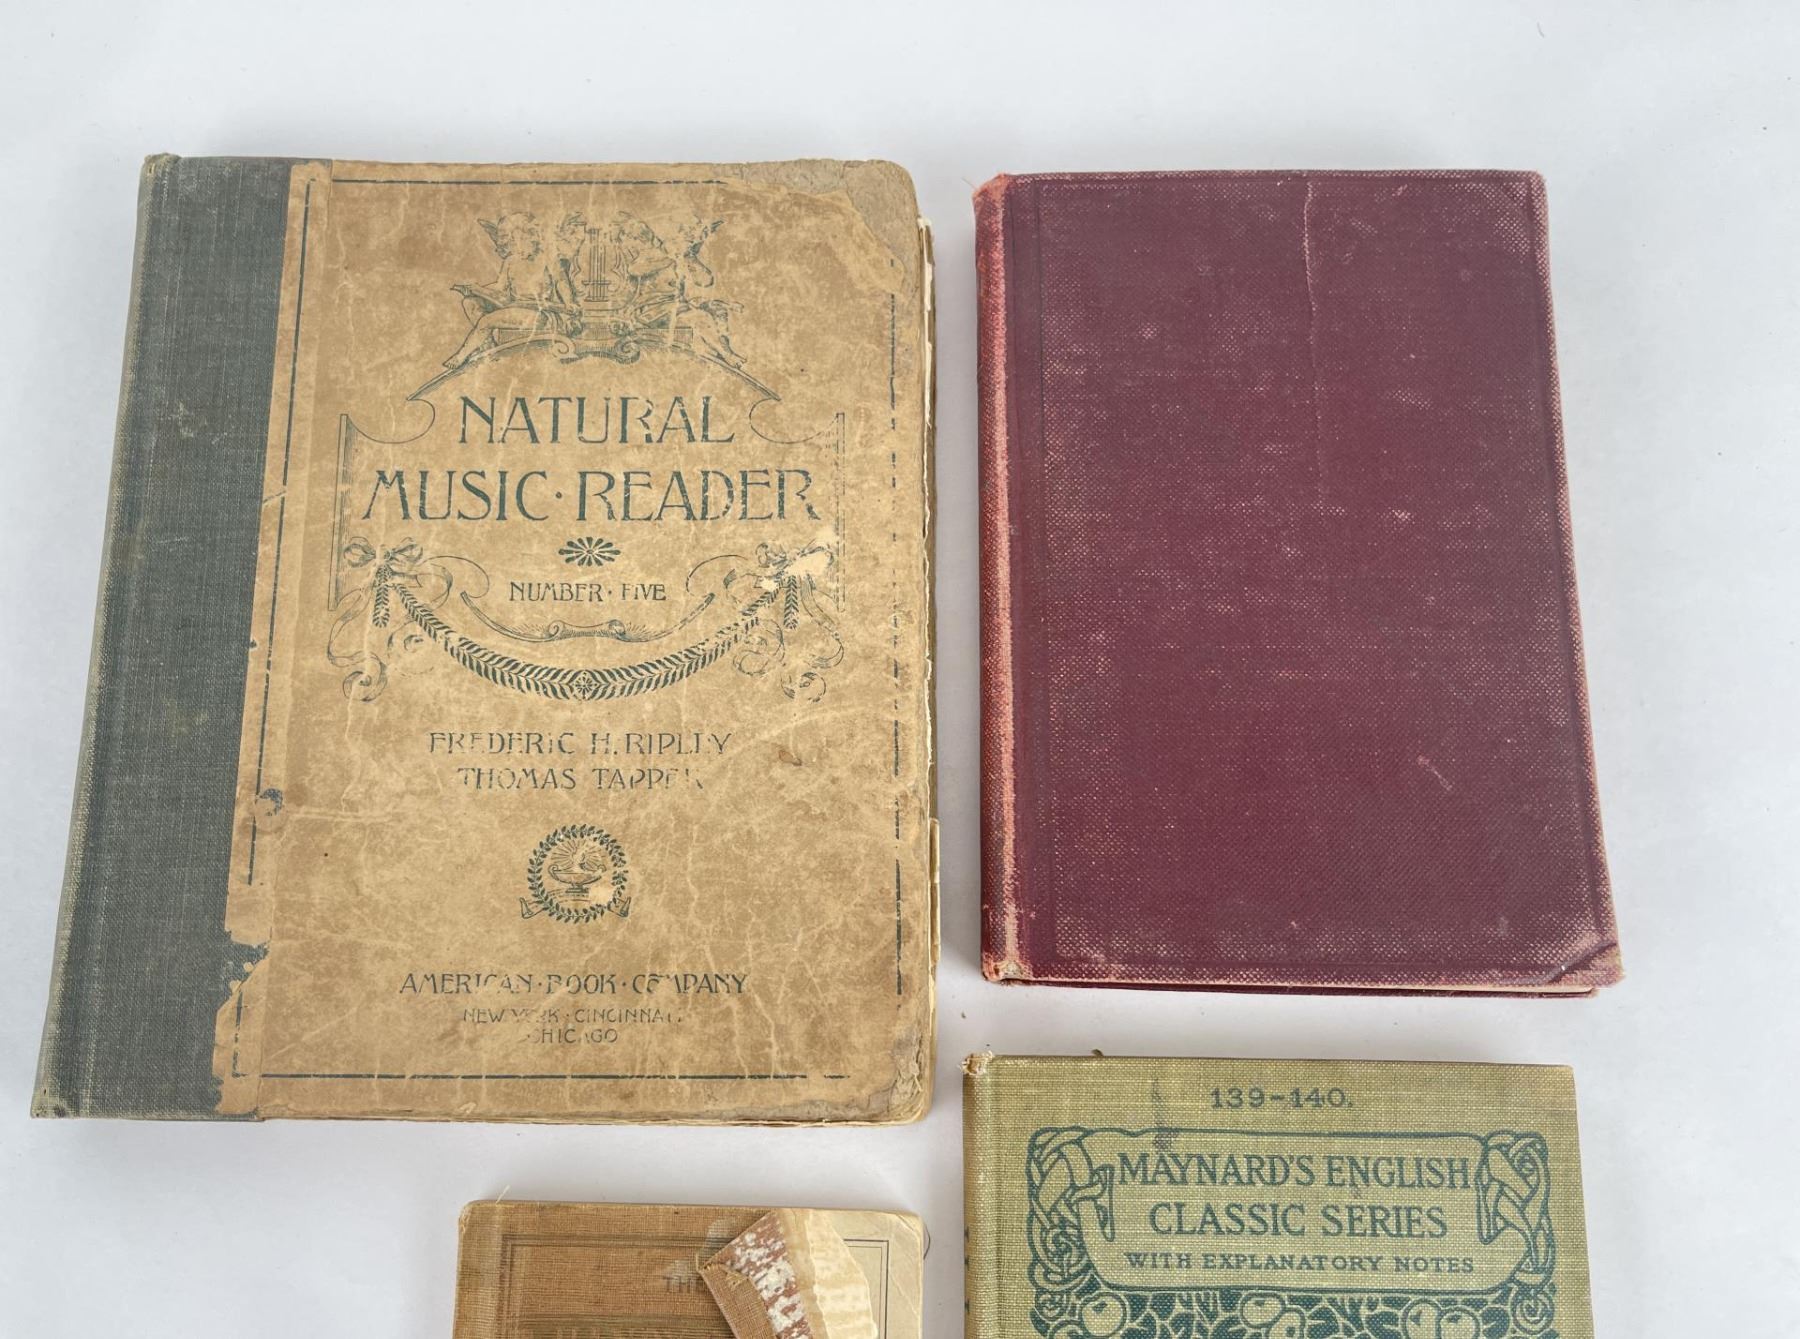 NATURAL
MUSIC · READER
NUMBER · FIVE
FREDERIC H. RIPLEY
THOMAS TAPPER
AMERICAN · BOOK · COMPANY
NEW YORK · CINCINNATI
CHICAGO
139-140.
MAYNARD'S ENGLISH
CLASSIC SERIES
WITH EXPLANATORY NOTES
THE